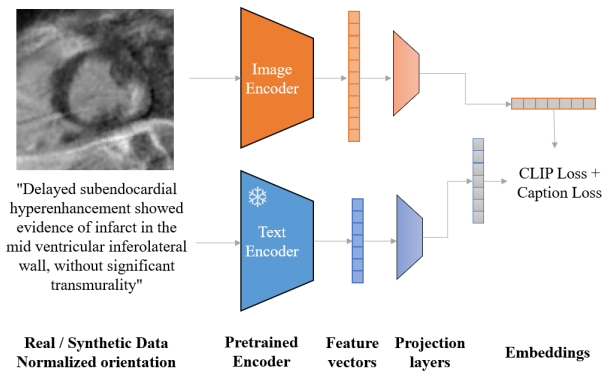 Image
Encoder
"Delayed subendocardial
hyperenhancement showed
evidence of infarct in the
mid ventricular inferolateral
wall, without significant
transmurality"
Text
Encoder
CLIP Loss +
Caption Loss
Real / Synthetic Data
Normalized orientation
Pretrained
Encoder
Feature
vectors
Projection
layers
Embeddings